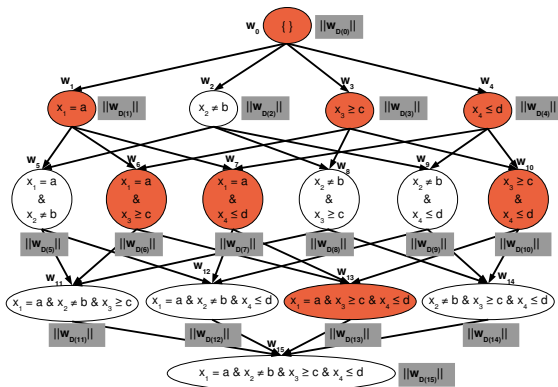 w0 { } ||wD(0)||
w1 w2 w3 w4
x1 = a ||wD(1)|| x2 ≠ b ||wD(2)|| x3 ≥ c ||wD(3)|| x4 ≤ d ||wD(4)||
w5 w6 w7 w8 w9 w10
x1 = a x1 = a x1 = a x2 ≠ b x2 ≠ b x3 ≥ c
& & & & & &
x2 ≠ b x3 ≥ c x4 ≤ d x3 ≥ c x4 ≤ d x4 ≤ d
||wD(5)|| ||wD(6)|| ||wD(7)|| ||wD(8)|| ||wD(9)|| ||wD(10)||
w11 w12 w13 w14
x1 = a & x2 ≠ b & x3 ≥ c x1 = a & x2 ≠ b & x4 ≤ d x1 = a & x3 ≥ c & x4 ≤ d x2 ≠ b & x3 ≥ c & x4 ≤ d
||wD(11)|| ||wD(12)|| ||wD(13)|| ||wD(14)||
w15
x1 = a & x2 ≠ b & x3 ≥ c & x4 ≤ d ||wD(15)||